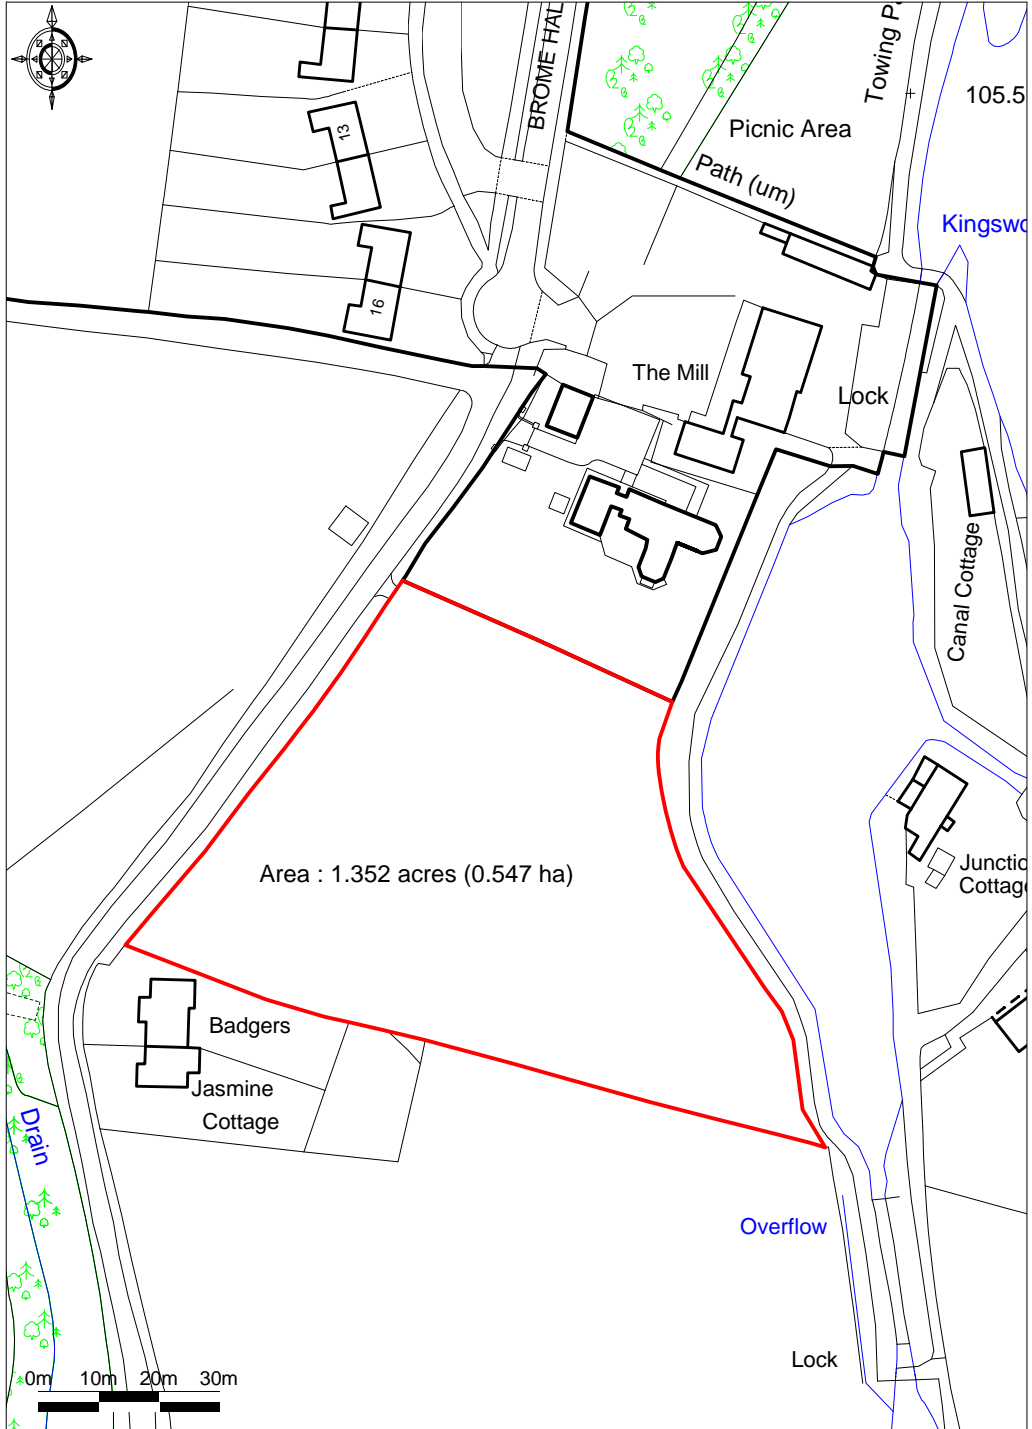 BROME HAL
Towing P
105.5
13
Picnic Area
Path (um)
Kingswo
16
The Mill
Lock
Canal Cottage
Area : 1.352 acres (0.547 ha)
Junctio
Cottag
Badgers
Jasmine
Cottage
Drain
Overflow
Lock
0m 10m 20m 30m